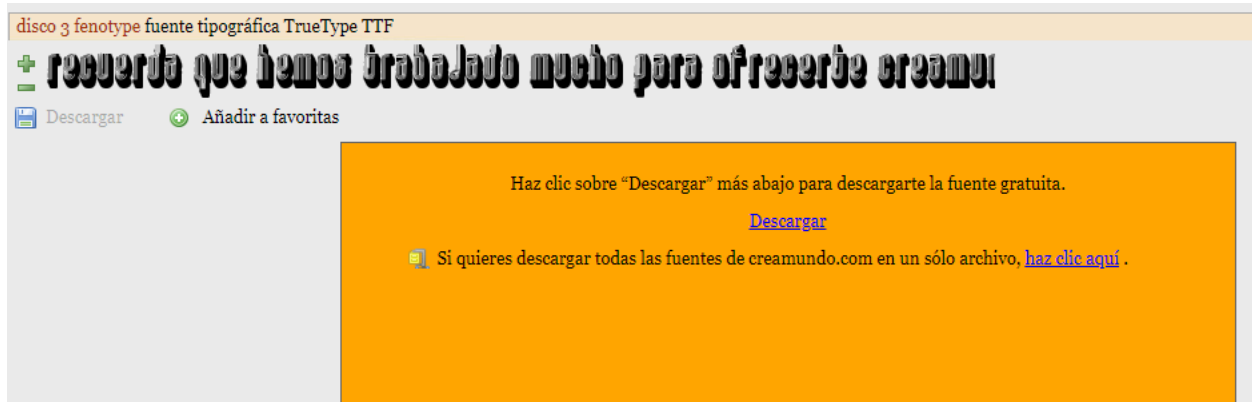 disco 3 fenotype fuente tipográfica TrueType TTF
recuerda que hemos trabajado mucho para ofrecerte
Descargar Añadir a favoritas
Haz clic sobre “Descargar” más abajo para descargarte la fuente gratuita.
Descargar
Si quieres descargar todas las fuentes de creamundo.com en un sólo archivo, haz clic aquí .